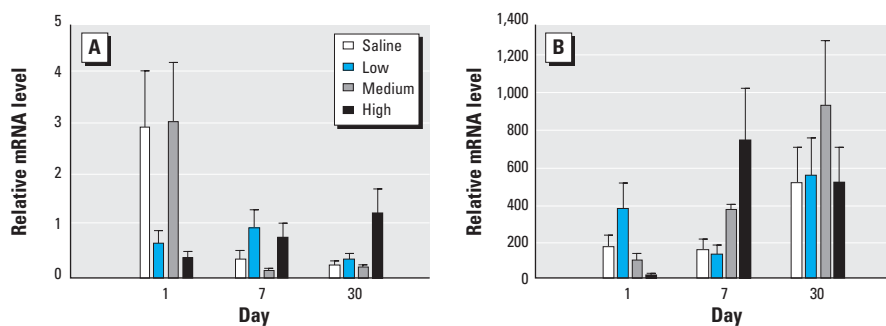 A
5
4
3
2
1
0
Relative mRNA level
1
7
30
Day
Saline
Low
Medium
High
B
1,400
1,200
1,000
800
600
400
200
0
Relative mRNA level
1
7
30
Day